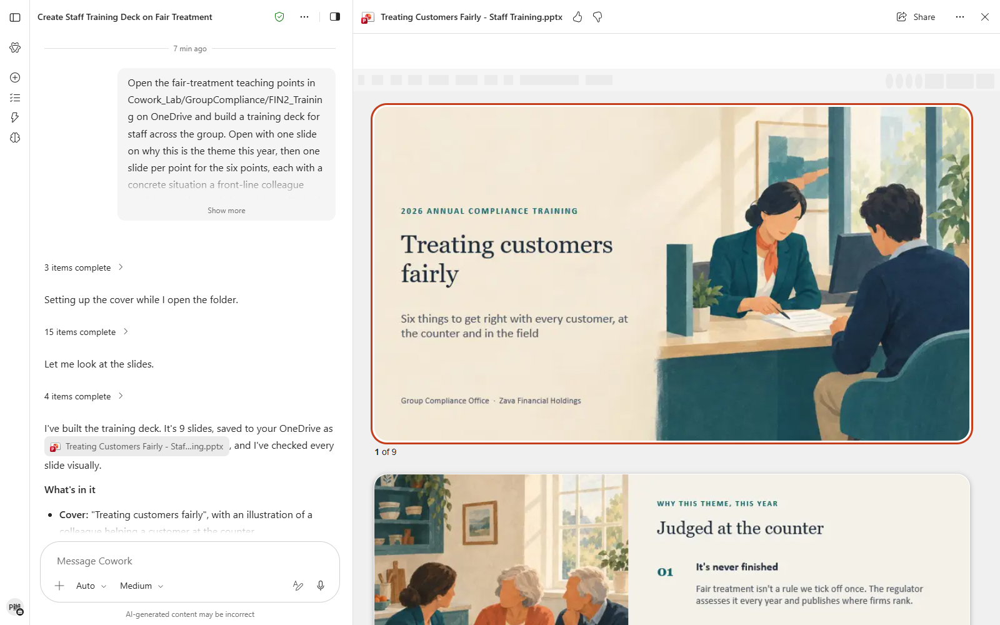 Create Staff Training Deck on Fair Treatment
7 min ago
Open the fair-treatment teaching points in
Cowork_Lab/GroupCompliance/FIN2_Trainin
g on OneDrive and build a training deck for
staff across the group. Open with one slide
on why this is the theme this year, then one
slide per point for the six points, each with a
concrete situation a front-line colleague
Show more
3 items complete
Setting up the cover while I open the folder.
15 items complete
Let me look at the slides.
4 items complete
I've built the training deck. It's 9 slides, saved to your OneDrive as
Treating Customers Fairly - Staf...ing.pptx , and I've checked every
slide visually.
What's in it
• Cover: "Treating customers fairly", with an illustration of a
colleague helping a customer at the counter
Message Cowork
Auto
Medium
AI-generated content may be incorrect
Treating Customers Fairly - Staff Training.pptx
Share
2026 ANNUAL COMPLIANCE TRAINING
Treating customers
fairly
Six things to get right with every customer, at
the counter and in the field
Group Compliance Office · Zava Financial Holdings
1 of 9
WHY THIS THEME, THIS YEAR
Judged at the counter
01
It's never finished
Fair treatment isn't a rule we tick off once. The regulator
assesses it every year and publishes where firms rank.